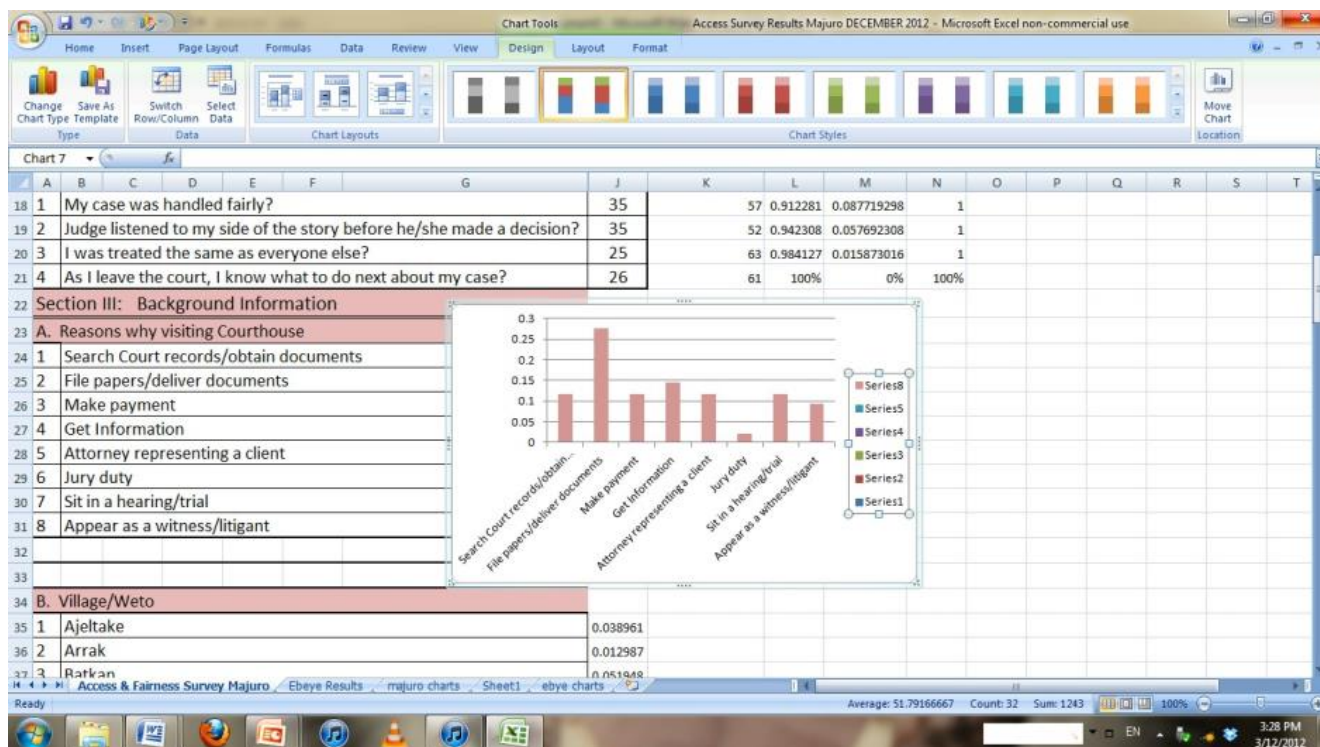 Chart Tools
Access Survey Results Majuro DECEMBER 2012 - Microsoft Excel non-commercial use
Home Insert Page Layout Formulas Data Review View Design Layout Format
Change Chart Type
Save As Template
Switch Row/Column
Select Data
Move Chart
Type Data Chart Layouts Chart Styles Location
Chart 7 fx
A B C D E F G J K L M N O P Q R S T
18 1 My case was handled fairly? 35 57 0.912281 0.087719298 1
19 2 Judge listened to my side of the story before he/she made a decision? 35 52 0.942308 0.057692308 1
20 3 I was treated the same as everyone else? 25 63 0.984127 0.015873016 1
21 4 As I leave the court, I know what to do next about my case? 26 61 100% 0% 100%
22 Section III: Background Information
23 A. Reasons why visiting Courthouse
24 1 Search Court records/obtain documents
25 2 File papers/deliver documents
26 3 Make payment
27 4 Get Information
28 5 Attorney representing a client
29 6 Jury duty
30 7 Sit in a hearing/trial
31 8 Appear as a witness/litigant
32
33
34 B. Village/Weto
35 1 Ajeltake 0.038961
36 2 Arrak 0.012987
37 3 Batkan 0.051948
0.3
0.25
0.2
0.15
0.1
0.05
0
Search Court records/obtain...
File papers/deliver documents
Make payment
Get Information
Attorney representing a client
Jury duty
Sit in a hearing/trial
Appear as a witness/litigant
Series8
Series5
Series4
Series3
Series2
Series1
Access & Fairness Survey Majuro Ebeye Results majuro charts Sheet1 ebye charts
Ready Average: 51.79166667 Count: 32 Sum: 1243 100%
EN 3:28 PM
3/12/2012